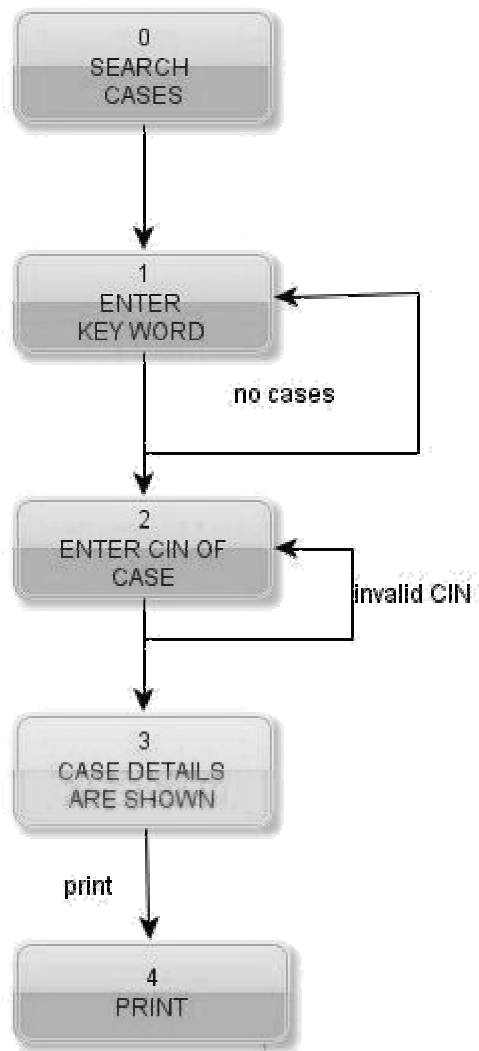 0
SEARCH
CASES
1
ENTER
KEY WORD
no cases
2
ENTER CIN OF
CASE
invalid CIN
3
CASE DETAILS
ARE SHOWN
print
4
PRINT